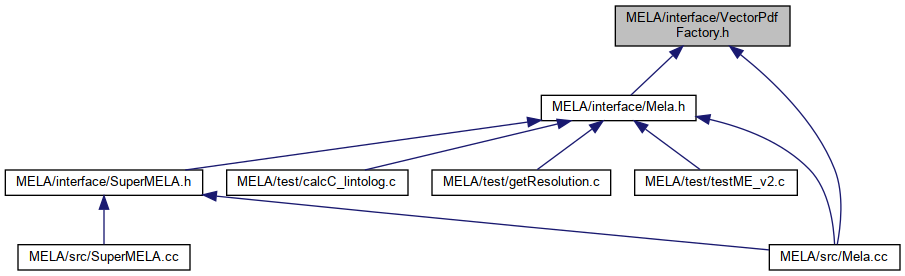 MELA/interface/VectorPdf
Factory.h
MELA/interface/Mela.h
MELA/interface/SuperMELA.h
MELA/test/calcC_lintolog.c
MELA/test/getResolution.c
MELA/test/testME_v2.c
MELA/src/SuperMELA.cc
MELA/src/Mela.cc